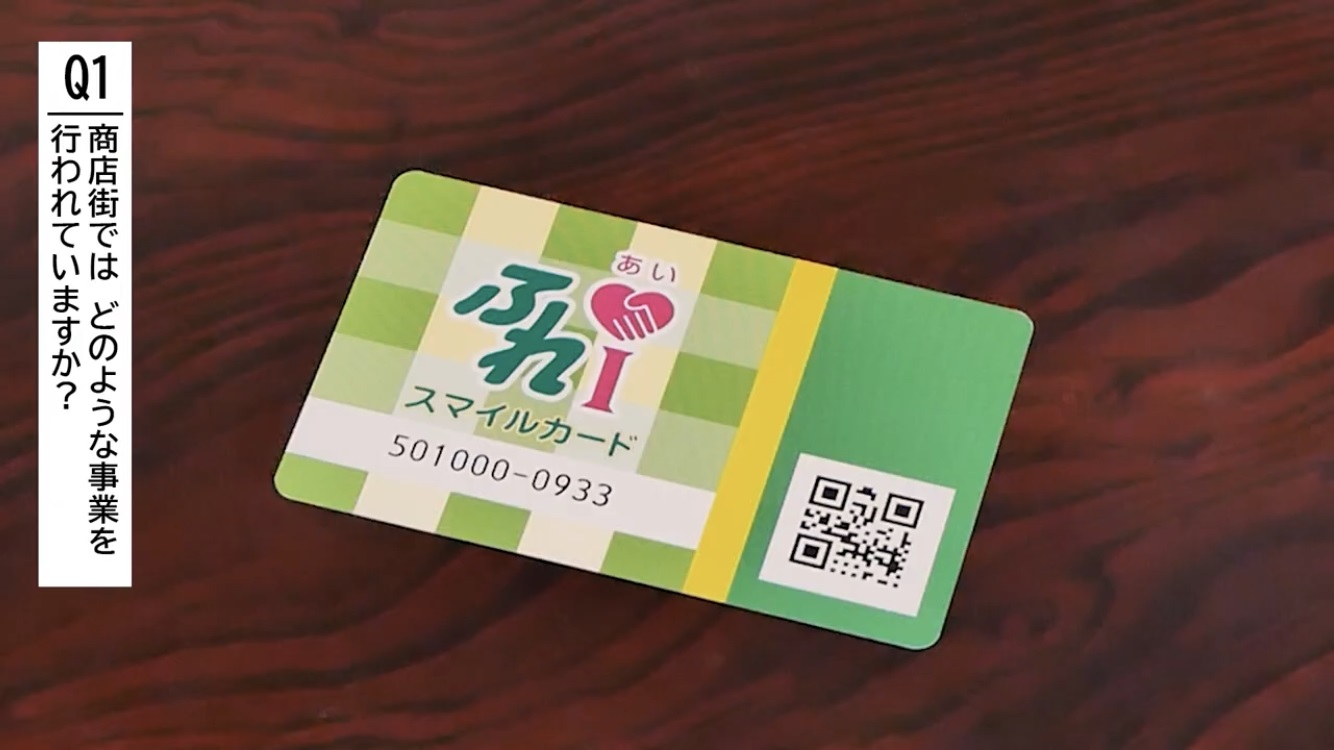 Q1
商店街では どのような事業を
行われていますか？
あい
ふれI
スマイルカード
501000-0933